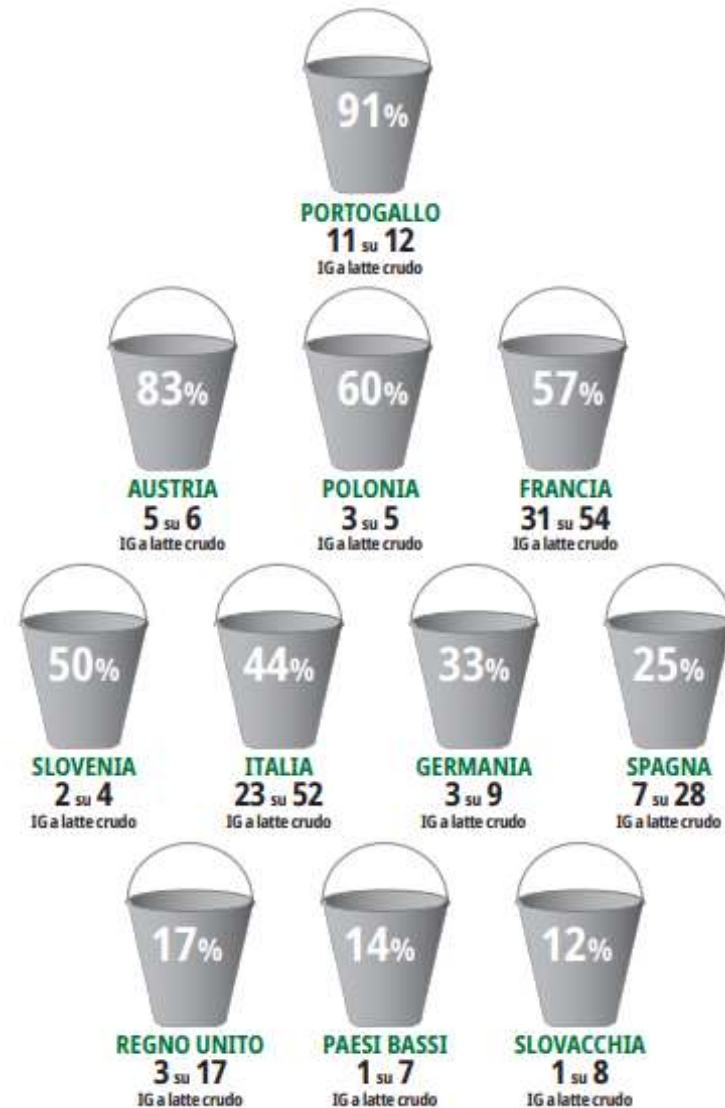 91%
PORTOGALLO
11 su 12
IG a latte crudo
83%
AUSTRIA
5 su 6
IG a latte crudo
60%
POLONIA
3 su 5
IG a latte crudo
57%
FRANCIA
31 su 54
IG a latte crudo
50%
SLOVENIA
2 su 4
IG a latte crudo
44%
ITALIA
23 su 52
IG a latte crudo
33%
GERMANIA
3 su 9
IG a latte crudo
25%
SPAGNA
7 su 28
IG a latte crudo
17%
REGNO UNITO
3 su 17
IG a latte crudo
14%
PAESI BASSI
1 su 7
IG a latte crudo
12%
SLOVACCHIA
1 su 8
IG a latte crudo